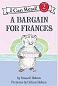 I Can Read!
2
A BARGAIN
FOR FRANCES
by Russell Hoban
Pictures by Lillian Hoban